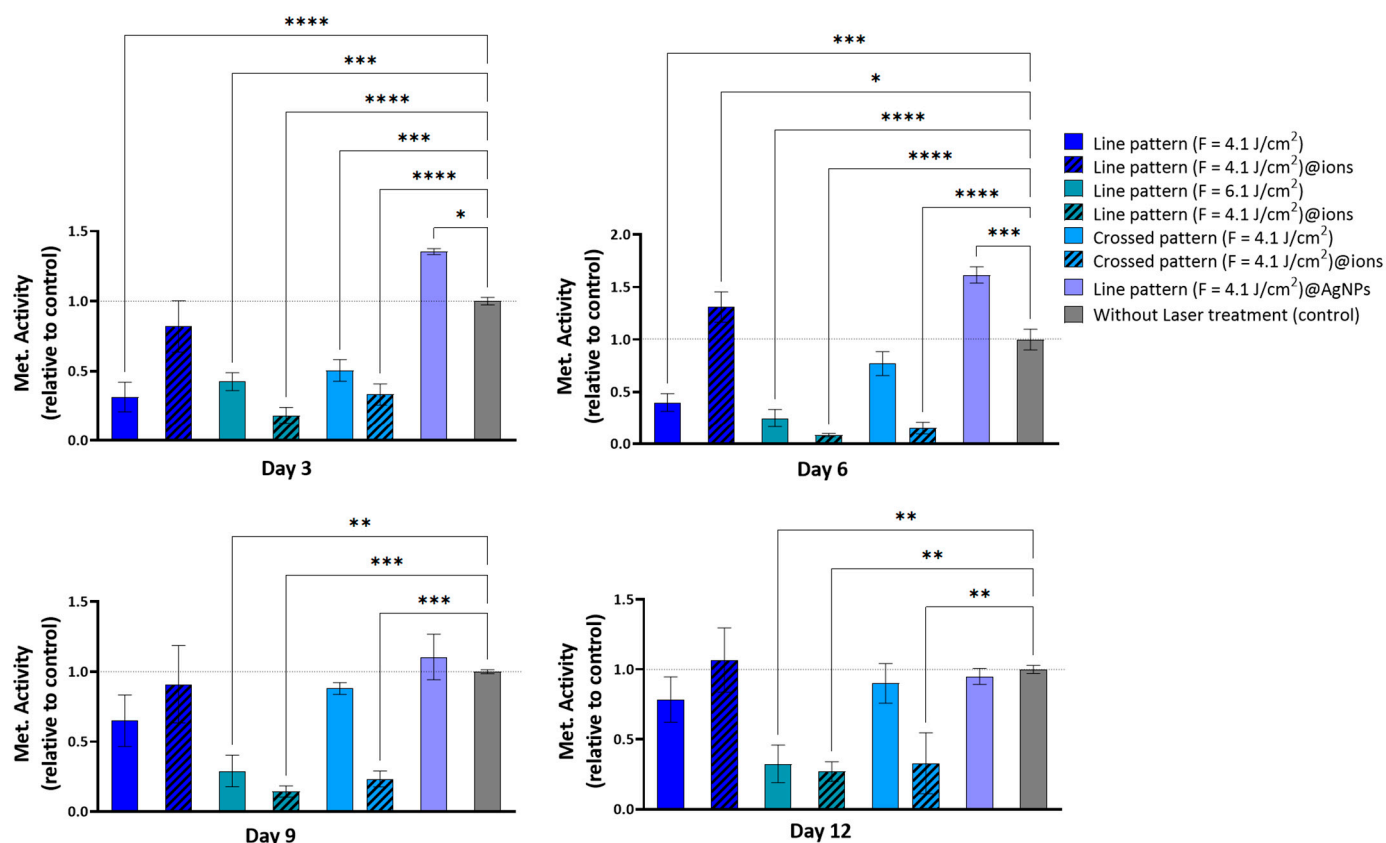 ****
***
****
***
****
*
Met. Activity
(relative to control)
1.5
1.0
0.5
0.0
Day 3
***
*
****
****
****
***
Met. Activity
(relative to control)
2.0
1.5
1.0
0.5
0.0
Day 6
Line pattern (F = 4.1 J/cm²)
Line pattern (F = 4.1 J/cm²)@ions
Line pattern (F = 6.1 J/cm²)
Line pattern (F = 4.1 J/cm²)@ions
Crossed pattern (F = 4.1 J/cm²)
Crossed pattern (F = 4.1 J/cm²)@ions
Line pattern (F = 4.1 J/cm²)@AgNPs
Without Laser treatment (control)
**
***
***
Met. Activity
(relative to control)
1.5
1.0
0.5
0.0
Day 9
**
**
**
Met. Activity
(relative to control)
1.5
1.0
0.5
0.0
Day 12